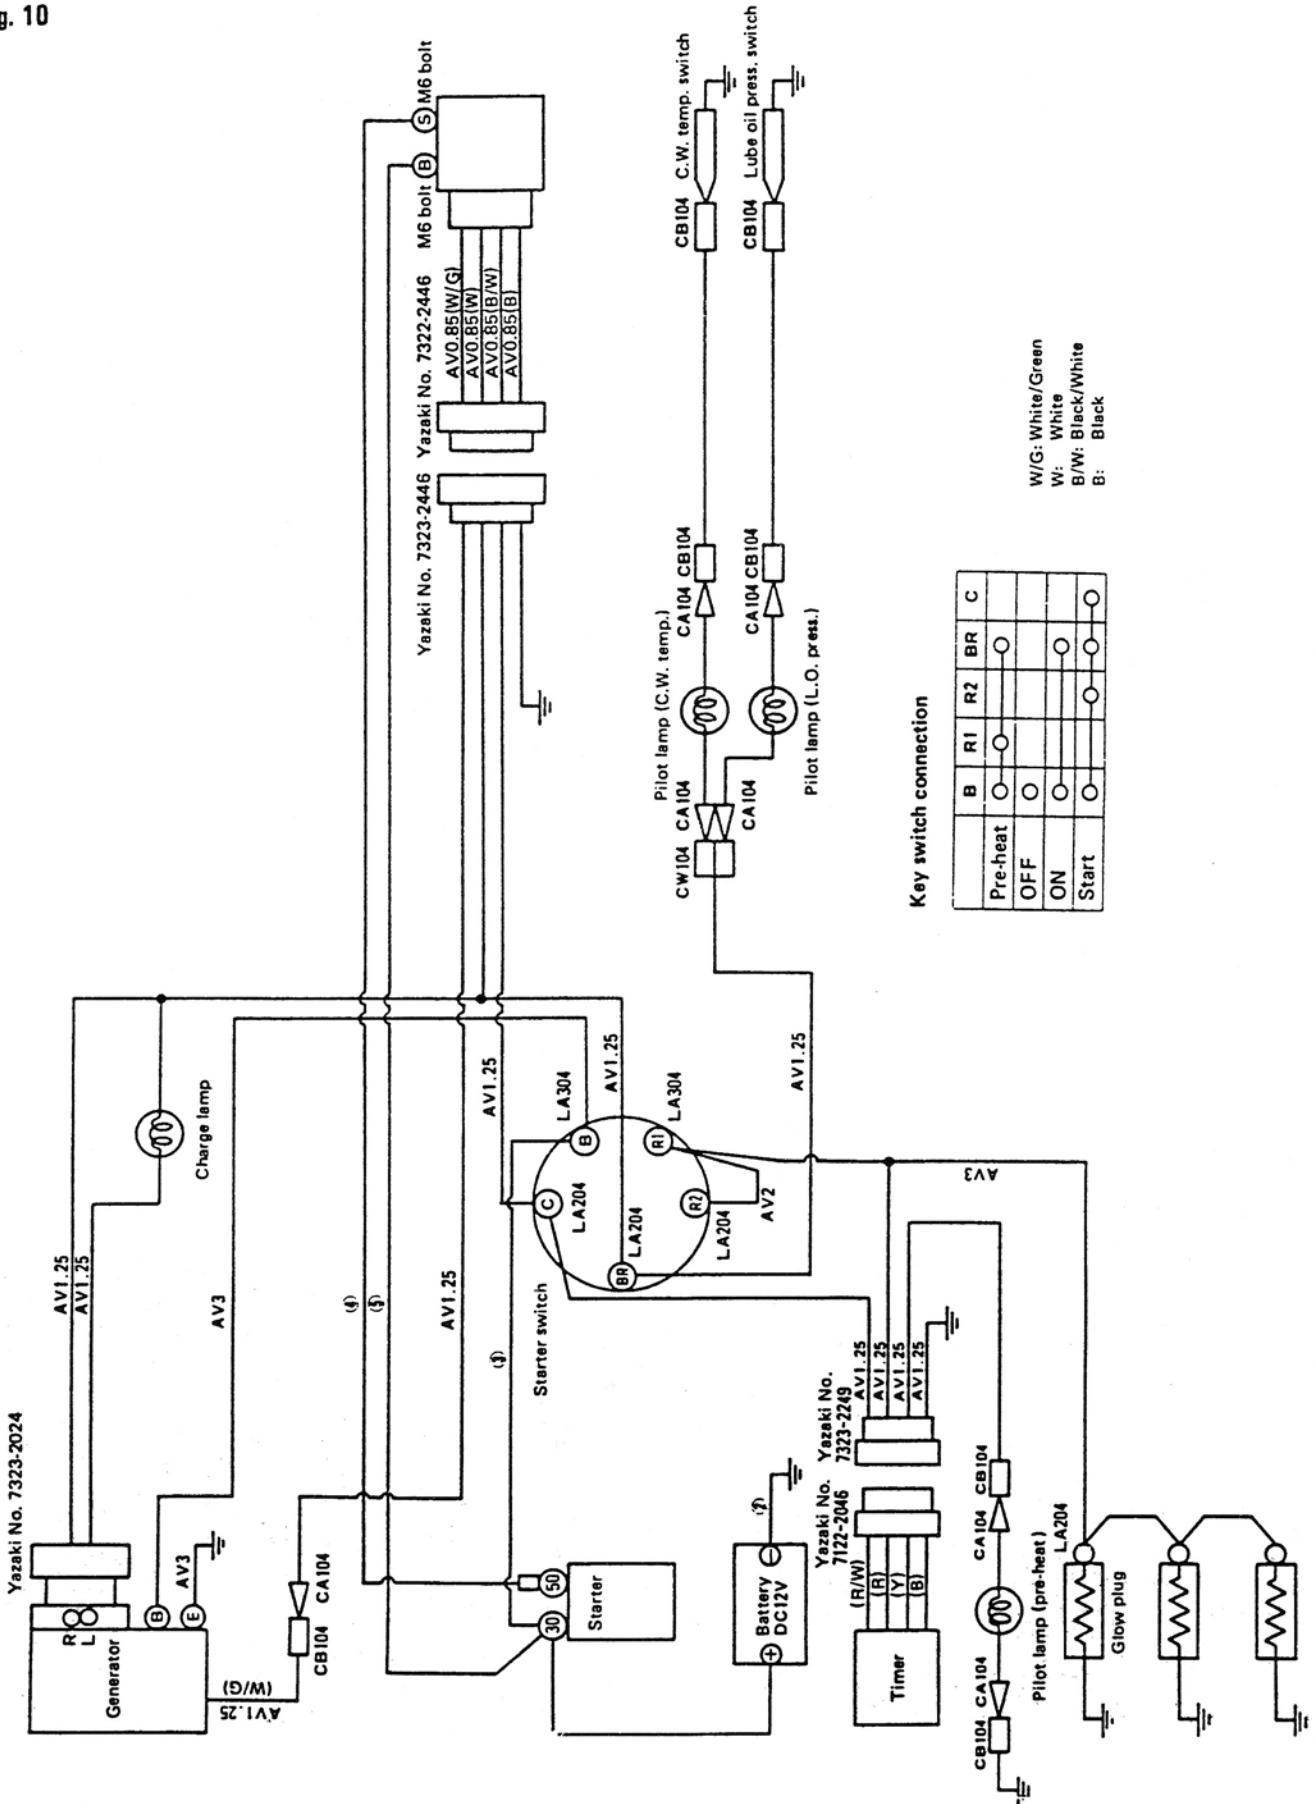 g. 10
Yazaki No. 7323-2024
Generator
R
L
B
E
AV3
AV1.25
(W/G)
CB104
CA104
AV1.25
AV1.25
Charge lamp
AV3
(4)
(5)
AV1.25
(3)
AV1.25
M6 bolt
S
B
M6 bolt
Yazaki No. 7322-2446
Yazaki No. 7323-2446
AV0.85(W/G)
AV0.85(W)
AV0.85(B/W)
AV0.85(B)
Starter switch
LA304
B
C
LA204
BR
LA204
R1
LA304
R2
LA204
AV2
AV1.25
AV1.25
AV3
30
50
Starter
Battery
DC12V
+
−
(2)
C.W. temp. switch
CB104
Lube oil press. switch
CB104
CA104 CB104
CA104 CB104
Pilot lamp (C.W. temp.)
Pilot lamp (L.O. press.)
CW104 CA104
CA104
Timer
(R/W)
(R)
(Y)
(B)
Yazaki No.
7122-2046
Yazaki No.
7323-2249
AV1.25
AV1.25
AV1.25
AV1.25
CB104 CA104
CA104 CB104
Pilot lamp (pre-heat)
LA204
Glow plug
Key switch connection
B R1 R2 BR C
Pre-heat
OFF
ON
Start
W/G: White/Green
W: White
B/W: Black/White
B: Black